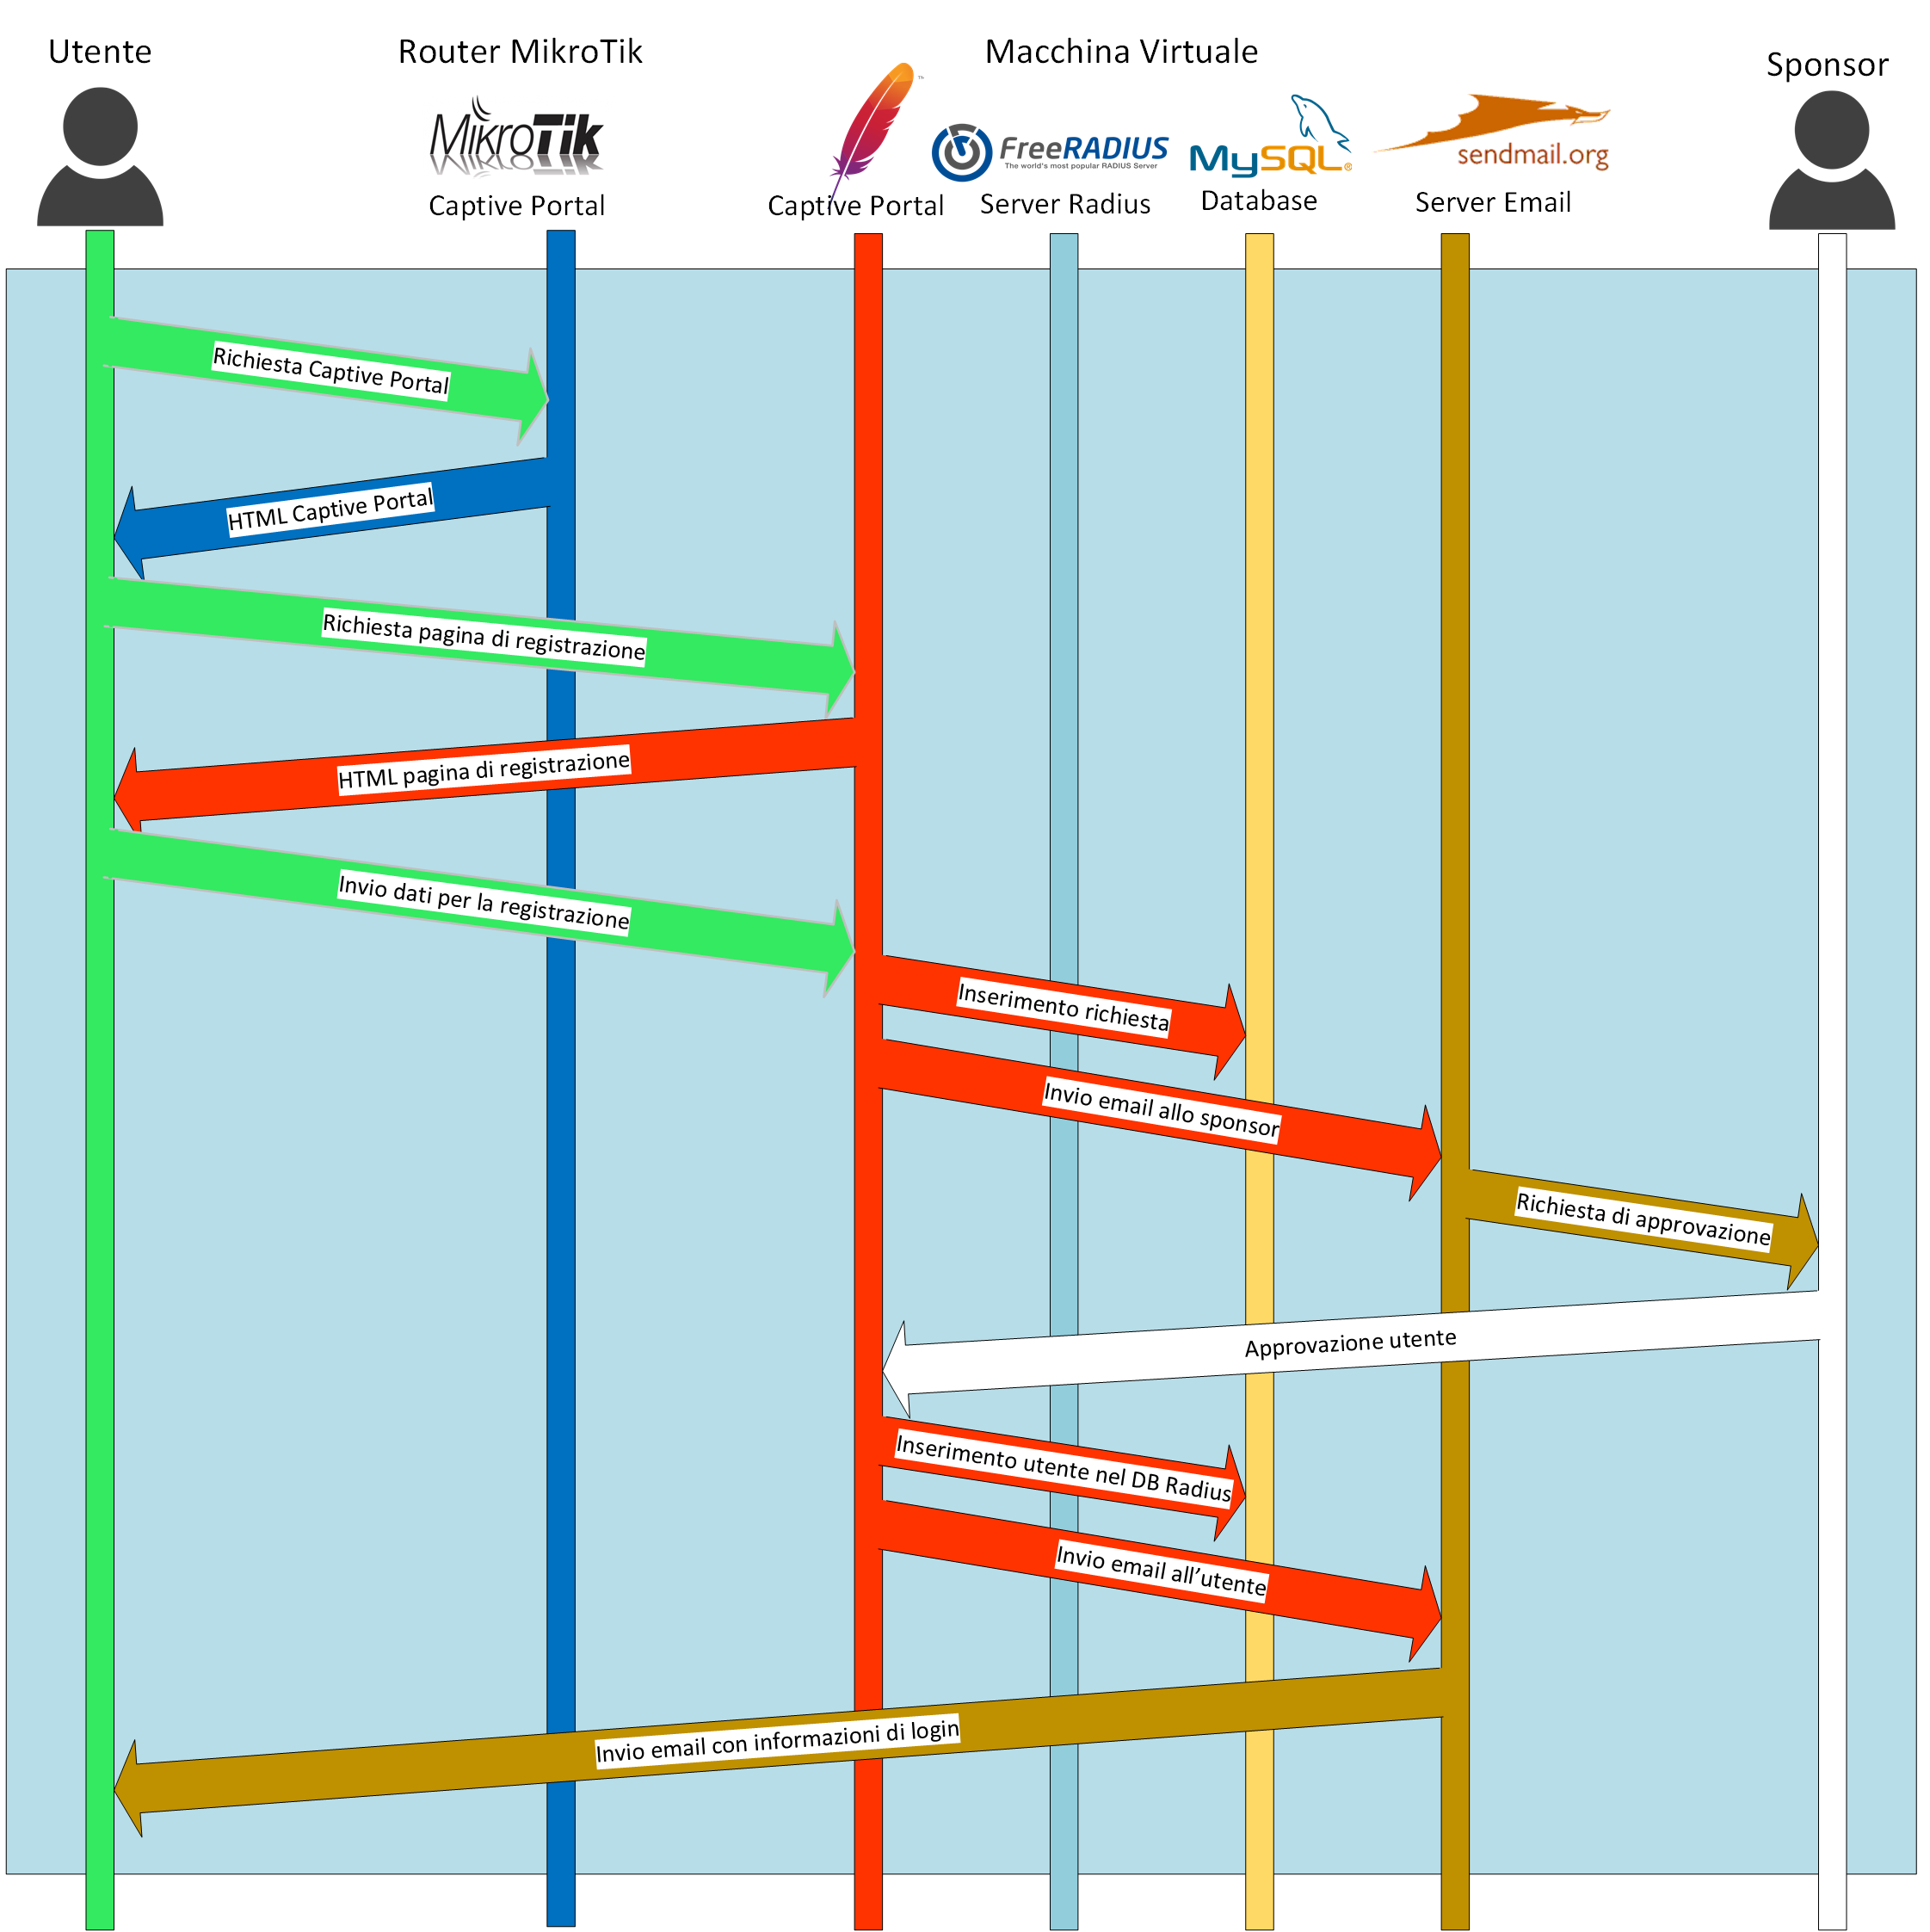 Utente
Router MikroTik
Macchina Virtuale
Sponsor
MikroTik
™
FreeRADIUS
The world's most popular RADIUS Server
MySQL®
sendmail.org
Captive Portal
Captive Portal
Server Radius
Database
Server Email
Richiesta Captive Portal
HTML Captive Portal
Richiesta pagina di registrazione
HTML pagina di registrazione
Invio dati per la registrazione
Inserimento richiesta
Invio email allo sponsor
Richiesta di approvazione
Approvazione utente
Inserimento utente nel DB Radius
Invio email all’utente
Invio email con informazioni di login